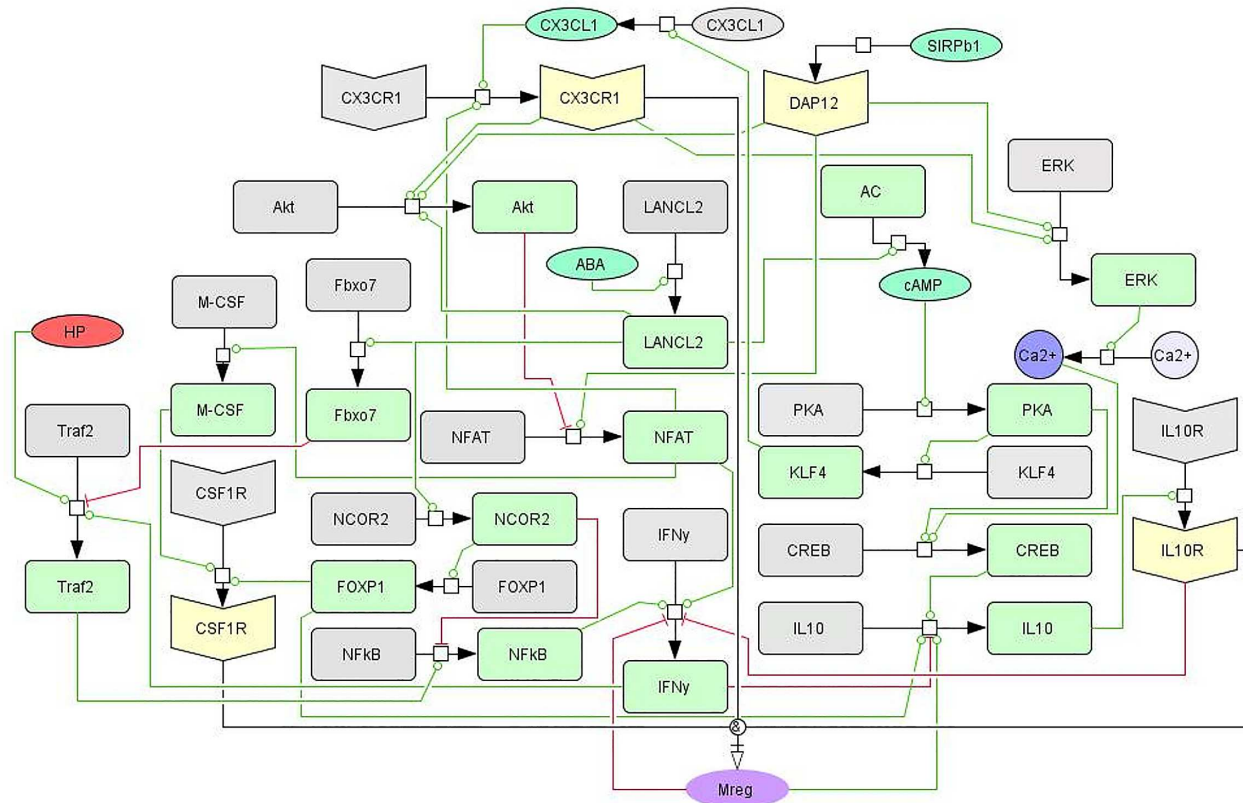 CX3CL1
CX3CL1
SIRPb1
CX3CR1
CX3CR1
DAP12
ERK
Akt
Akt
LANCL2
AC
ABA
cAMP
ERK
M-CSF
Fbxo7
HP
LANCL2
Ca2+
Ca2+
M-CSF
Fbxo7
PKA
PKA
Traf2
NFAT
NFAT
IL10R
CSF1R
KLF4
KLF4
NCOR2
NCOR2
IFNy
CREB
CREB
IL10R
Traf2
FOXP1
FOXP1
CSF1R
IL10
IL10
NFkB
NFkB
IFNy
&
Mreg